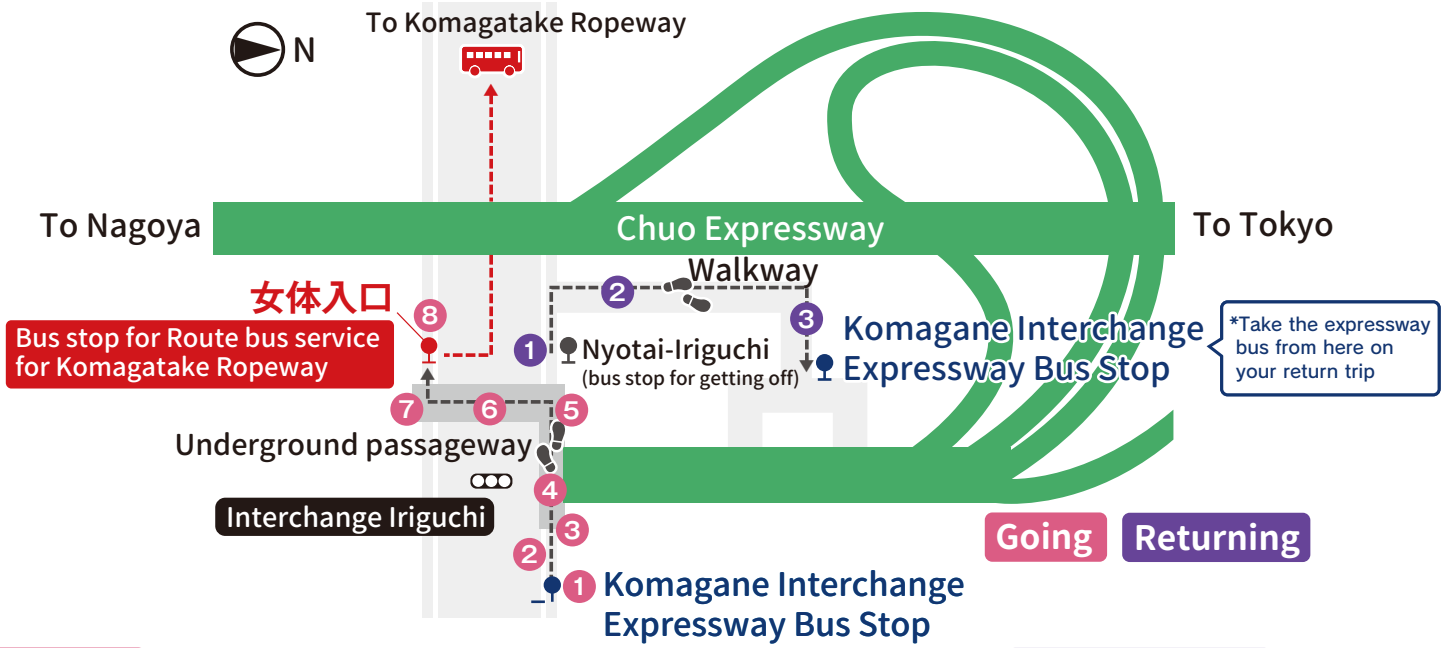 To Komagatake Ropeway
N
To Nagoya
Chuo Expressway
To Tokyo
Walkway
2
女体入口
8
Bus stop for Route bus service
for Komagatake Ropeway
1
Nyotai-Iriguchi
(bus stop for getting off)
3
Komagane Interchange
Expressway Bus Stop
*Take the expressway
bus from here on
your return trip
7
6
5
Underground passageway
4
Interchange Iriguchi
3
2
Going
Returning
1
Komagane Interchange
Expressway Bus Stop